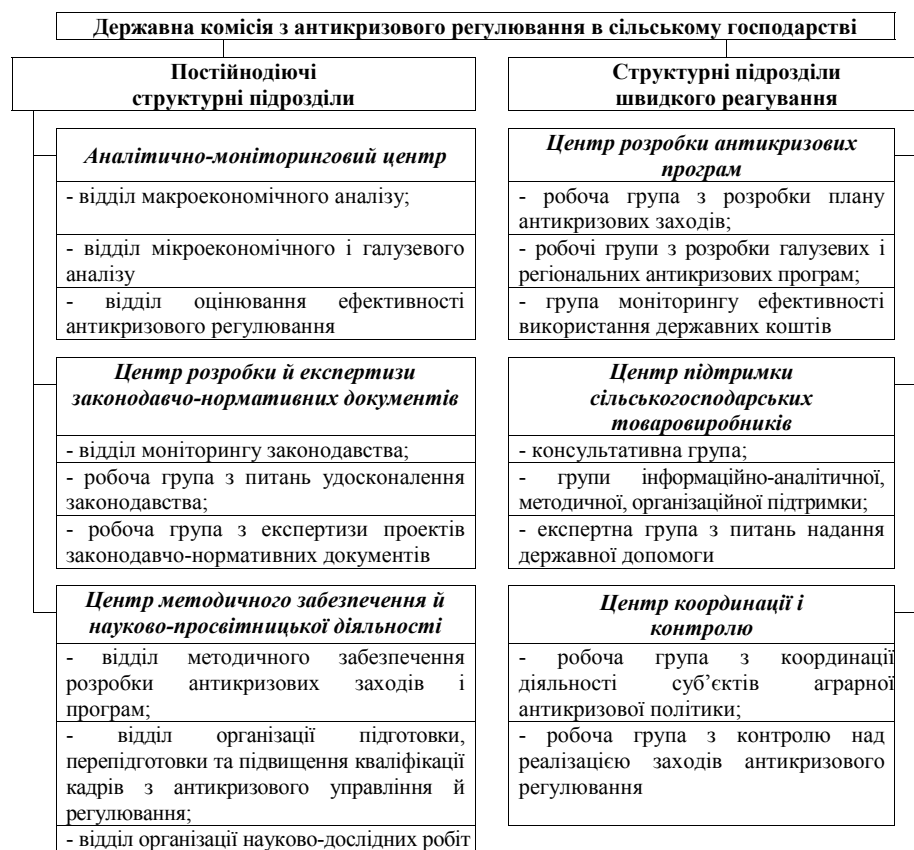 Державна комісія з антикризового регулювання в сільському господарстві
Постійнодіючі
структурні підрозділи
Аналітично-моніторинговий центр
- відділ макроекономічного аналізу;
- відділ мікроекономічного і галузевого
аналізу
- відділ оцінювання ефективності
антикризового регулювання
Центр розробки й експертизи
законодавчо-нормативних документів
- відділ моніторингу законодавства;
- робоча група з питань удосконалення
законодавства;
- робоча група з експертизи проектів
законодавчо-нормативних документів
Центр методичного забезпечення й
науково-просвітницької діяльності
- відділ методичного забезпечення
розробки антикризових заходів і
програм;
- відділ організації підготовки,
перепідготовки та підвищення кваліфікації
кадрів з антикризового управління й
регулювання;
- відділ організації науково-дослідних робіт
Структурні підрозділи
швидкого реагування
Центр розробки антикризових
програм
- робоча група з розробки плану
антикризових заходів;
- робочі групи з розробки галузевих і
регіональних антикризових програм;
- група моніторингу ефективності
використання державних коштів
Центр підтримки
сільськогосподарських
товаровиробників
- консультативна група;
- групи інформаційно-аналітичної,
методичної, організаційної підтримки;
- експертна група з питань надання
державної допомоги
Центр координації і
контролю
- робоча група з координації
діяльності суб’єктів аграрної
антикризової політики;
- робоча група з контролю над
реалізацією заходів антикризового
регулювання